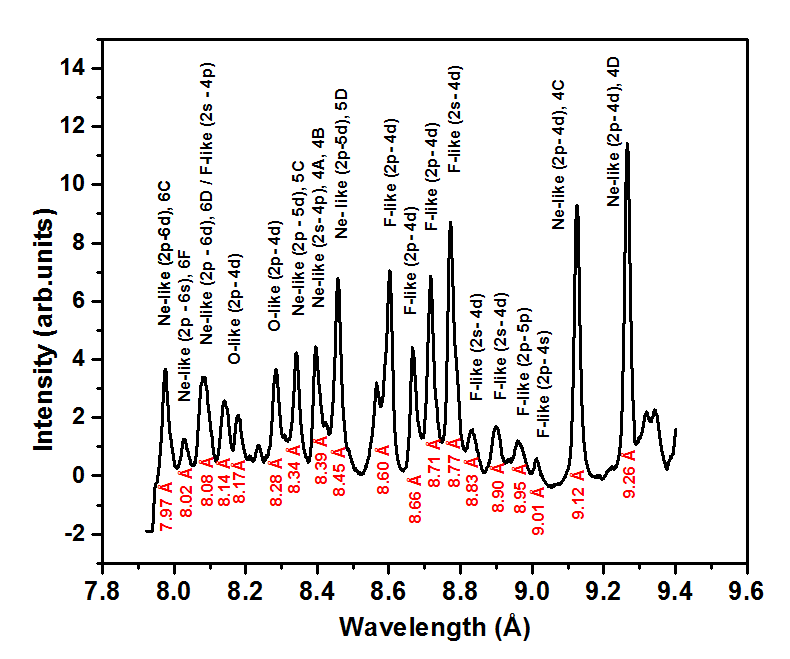 Intensity (arb.units)
14
12
10
8
6
4
2
0
-2
Ne-like (2p-6d), 6C
Ne-like (2p - 6s), 6F
Ne-like (2p - 6d), 6D / F-like (2s - 4p)
O-like (2p - 4d)
O-like (2p - 4d)
Ne-like (2p - 5d), 5C
Ne-like (2s - 4p), 4A, 4B
Ne- like (2p-5d), 5D
F-like (2p - 4d)
F-like (2p - 4d)
F-like (2p - 4d)
F-like (2s - 4d)
F-like (2s- 4d)
F-like (2s - 4d)
F-like (2p- 5p)
F-like (2p- 4s)
Ne-like (2p - 4d), 4C
Ne-like (2p - 4d), 4D
7.97 Å
8.02 Å
8.08 Å
8.14 Å
8.17Å
8.28 Å
8.34 Å
8.39 Å
8.45 Å
8.60 Å
8.66 Å
8.71 Å
8.77 Å
8.83 Å
8.90 Å
8.95 Å
9.01 Å
9.12 Å
9.26 Å
7.8 8.0 8.2 8.4 8.6 8.8 9.0 9.2 9.4 9.6
Wavelength (Å)